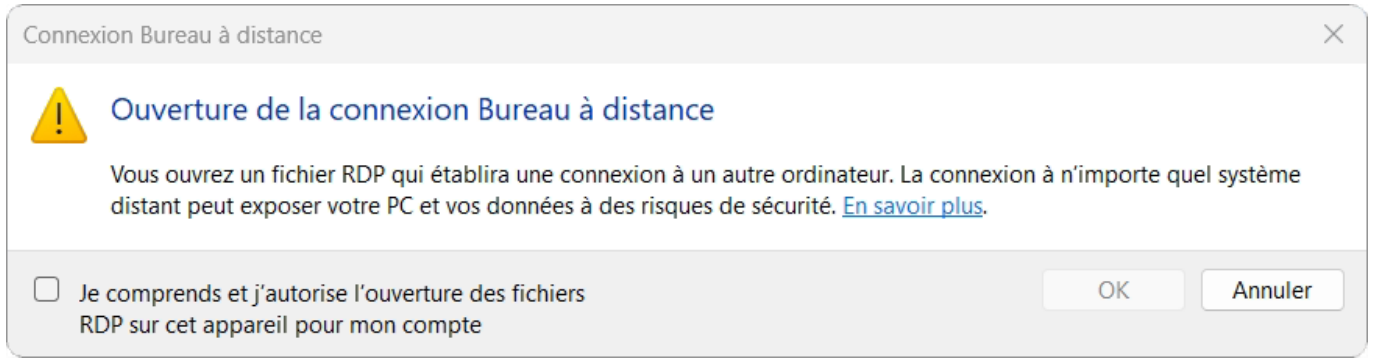 Connexion Bureau à distance
Ouverture de la connexion Bureau à distance
Vous ouvrez un fichier RDP qui établira une connexion à un autre ordinateur. La connexion à n’importe quel système
distant peut exposer votre PC et vos données à des risques de sécurité. En savoir plus.
Je comprends et j’autorise l’ouverture des fichiers
RDP sur cet appareil pour mon compte
OK
Annuler